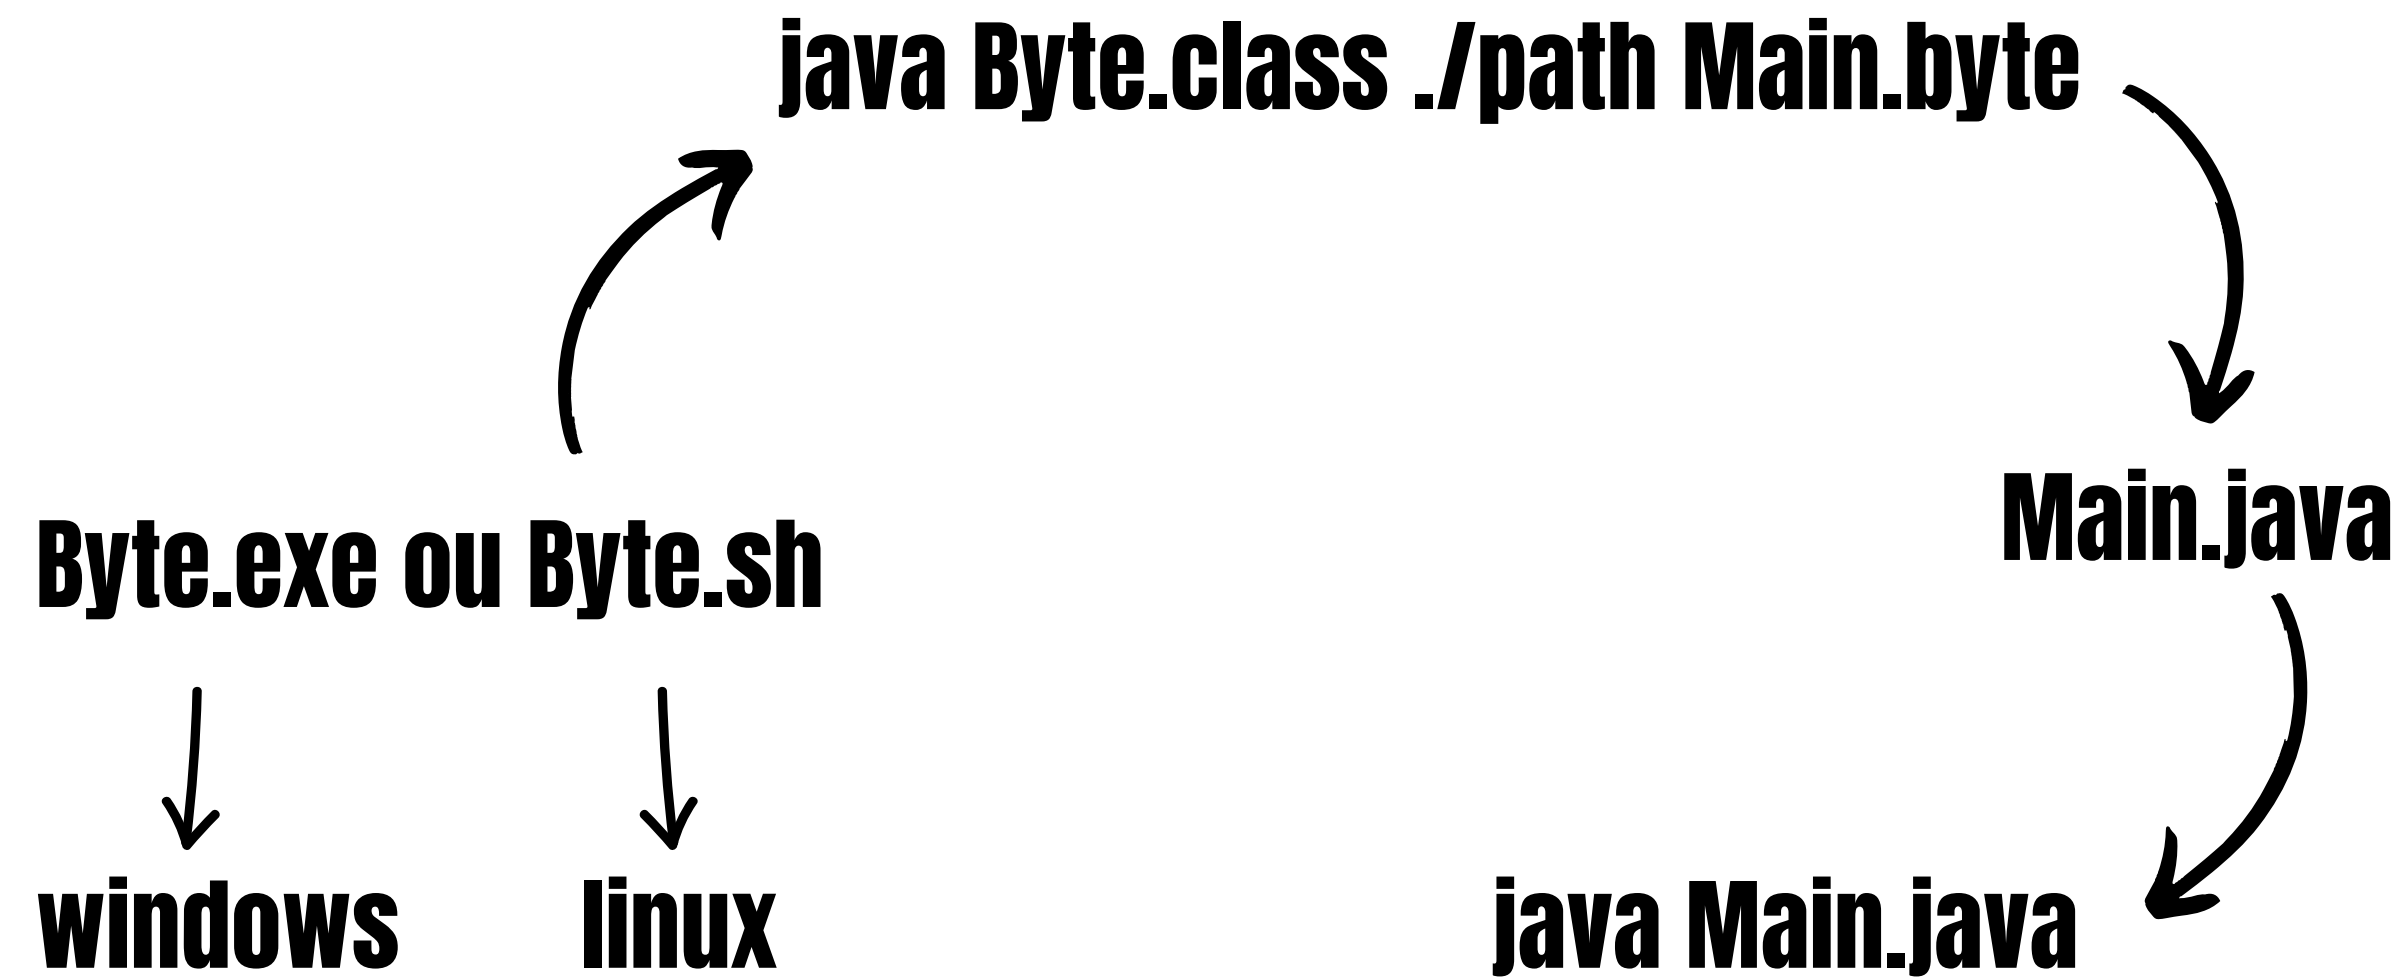 java Byte.class ./path Main.byte
Main.java
Byte.exe ou Byte.sh
windows
linux
java Main.java